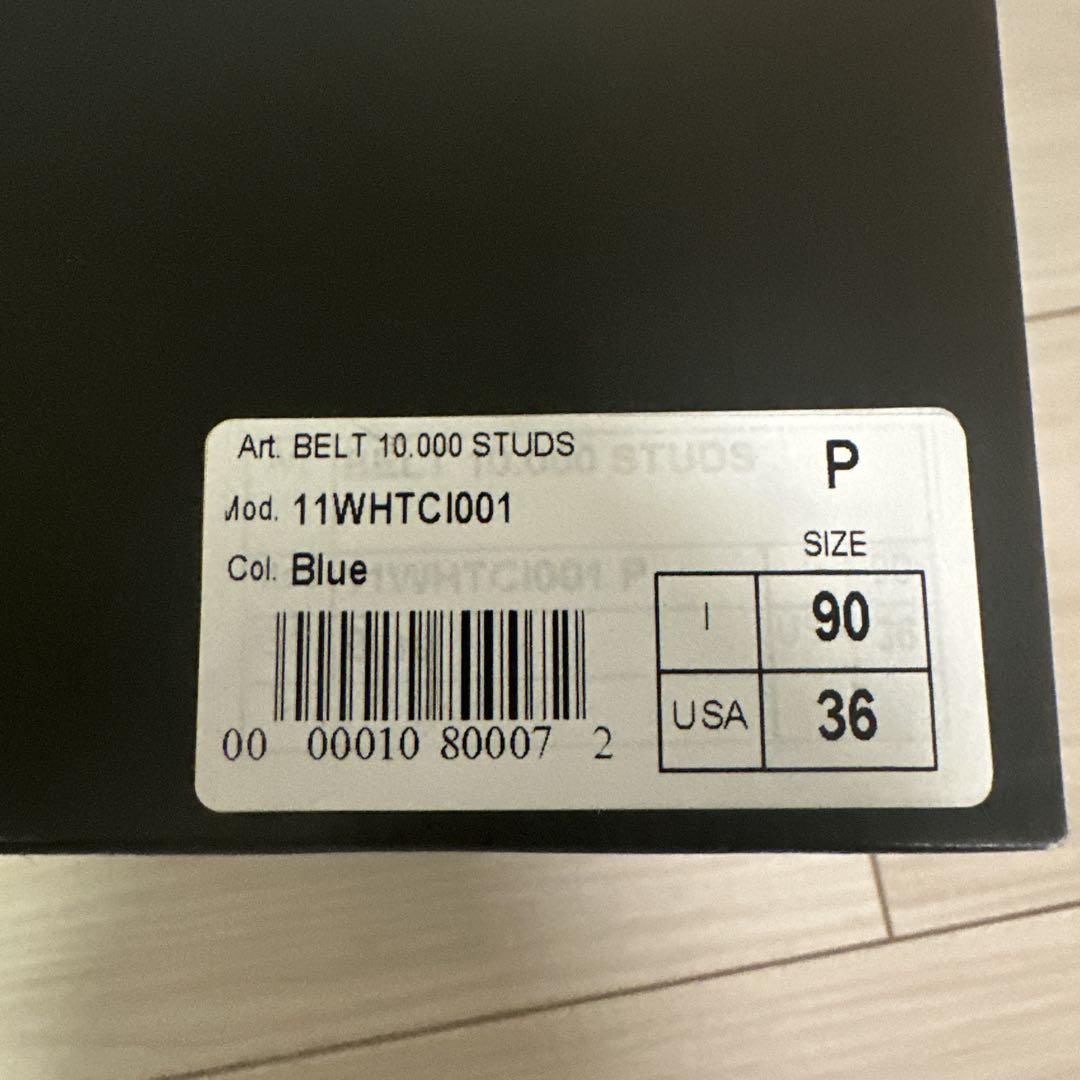 Art. BELT 10.000 STUDS
P
Mod. 11WHTCI001
Col. Blue
SIZE
I 90
USA 36
00 00010 80007 2